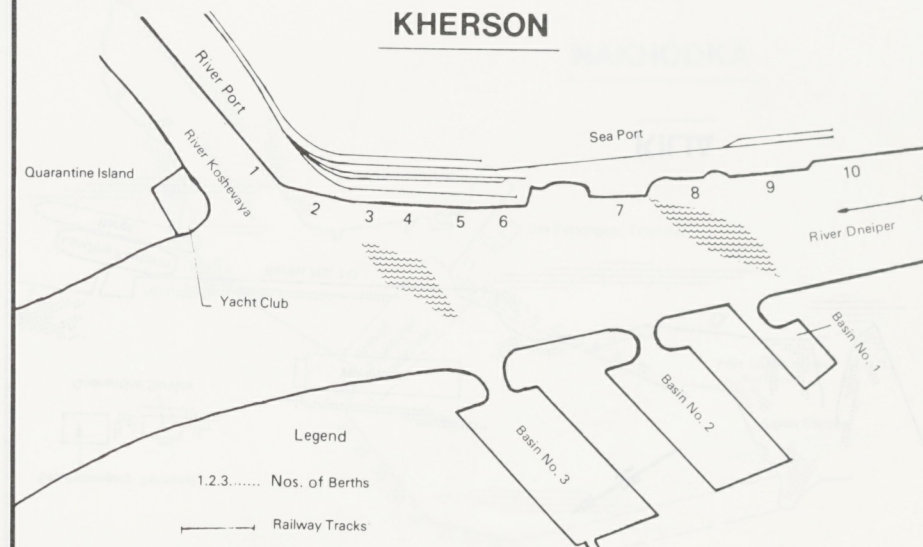 KHERSON
River Port
Sea Port
River Koshevaya
Quarantine Island
1
2
3
4
5
6
7
8
9
10
River Dneiper
Yacht Club
Basin No. 1
Basin No. 2
Basin No. 3
Legend
1.2.3...... Nos. of Berths
Railway Tracks